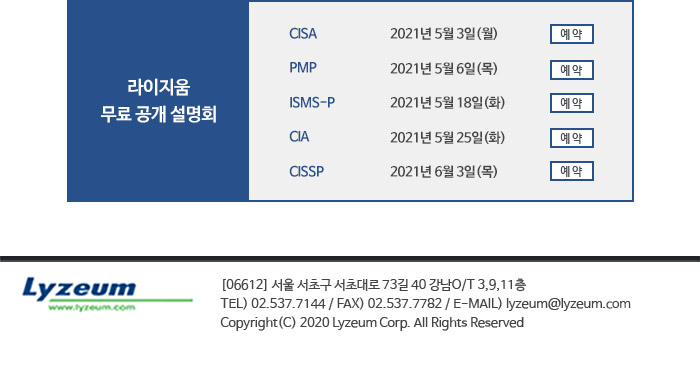 라이지움
무료 공개 설명회
CISA 2021년 5월 3일(월) 예약
PMP 2021년 5월 6일(목) 예약
ISMS-P 2021년 5월 18일(화) 예약
CIA 2021년 5월 25일(화) 예약
CISSP 2021년 6월 3일(목) 예약
Lyzeum
www.lyzeum.com
[06612] 서울 서초구 서초대로 73길 40 강남O/T 3,9,11층
TEL) 02.537.7144 / FAX) 02.537.7782 / E-MAIL) lyzeum@lyzeum.com
Copyright(C) 2020 Lyzeum Corp. All Rights Reserved